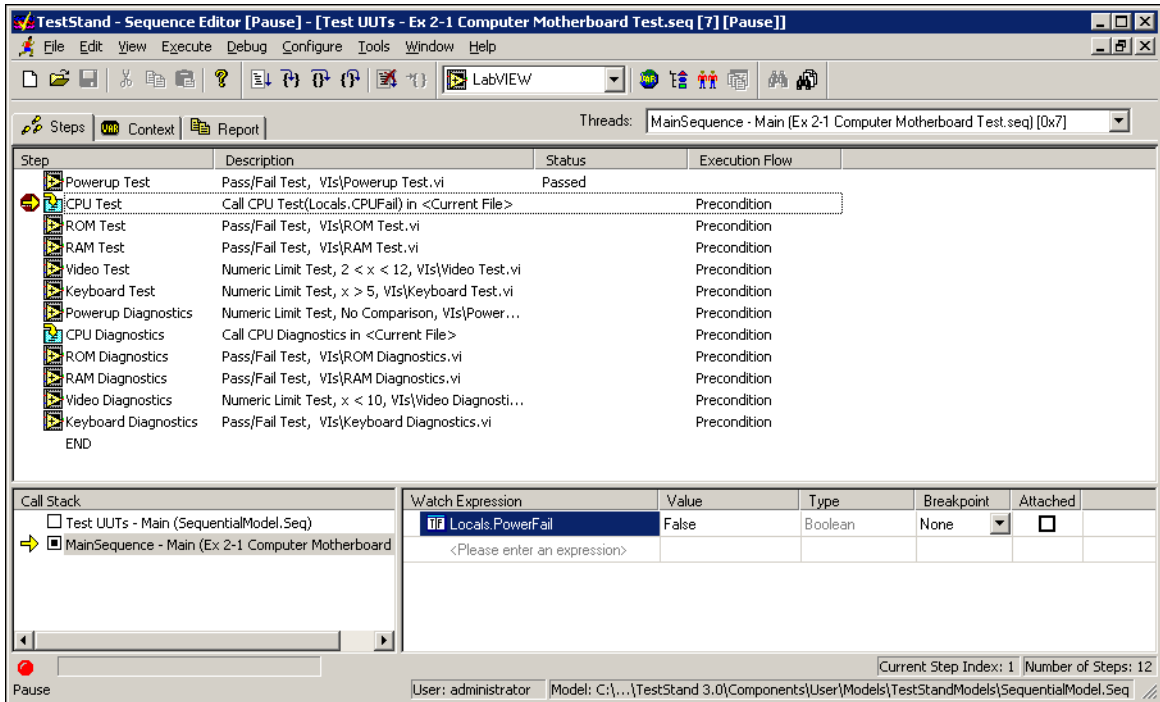 TestStand - Sequence Editor [Pause] - [Test UUTs - Ex 2-1 Computer Motherboard Test.seq [7] [Pause]]
File Edit View Execute Debug Configure Tools Window Help
LabVIEW
Steps VAR Context Report Threads: MainSequence - Main (Ex 2-1 Computer Motherboard Test.seq) [0x7]
Step Description Status Execution Flow
Powerup Test Pass/Fail Test, VIs\Powerup Test.vi Passed
CPU Test Call CPU Test(Locals.CPUFail) in <Current File> Precondition
ROM Test Pass/Fail Test, VIs\ROM Test.vi Precondition
RAM Test Pass/Fail Test, VIs\RAM Test.vi Precondition
Video Test Numeric Limit Test, 2 < x < 12, VIs\Video Test.vi Precondition
Keyboard Test Numeric Limit Test, x > 5, VIs\Keyboard Test.vi Precondition
Powerup Diagnostics Numeric Limit Test, No Comparison, VIs\Power... Precondition
CPU Diagnostics Call CPU Diagnostics in <Current File> Precondition
ROM Diagnostics Pass/Fail Test, VIs\ROM Diagnostics.vi Precondition
RAM Diagnostics Pass/Fail Test, VIs\RAM Diagnostics.vi Precondition
Video Diagnostics Numeric Limit Test, x < 10, VIs\Video Diagnosti... Precondition
Keyboard Diagnostics Pass/Fail Test, VIs\Keyboard Diagnostics.vi Precondition
END
Call Stack Watch Expression Value Type Breakpoint Attached
Test UUTs - Main (SequentialModel.Seq) TF Locals.PowerFail False Boolean None
MainSequence - Main (Ex 2-1 Computer Motherboard <Please enter an expression>
Current Step Index: 1 Number of Steps: 12
Pause User: administrator Model: C:\...\TestStand 3.0\Components\User\Models\TestStandModels\SequentialModel.Seq